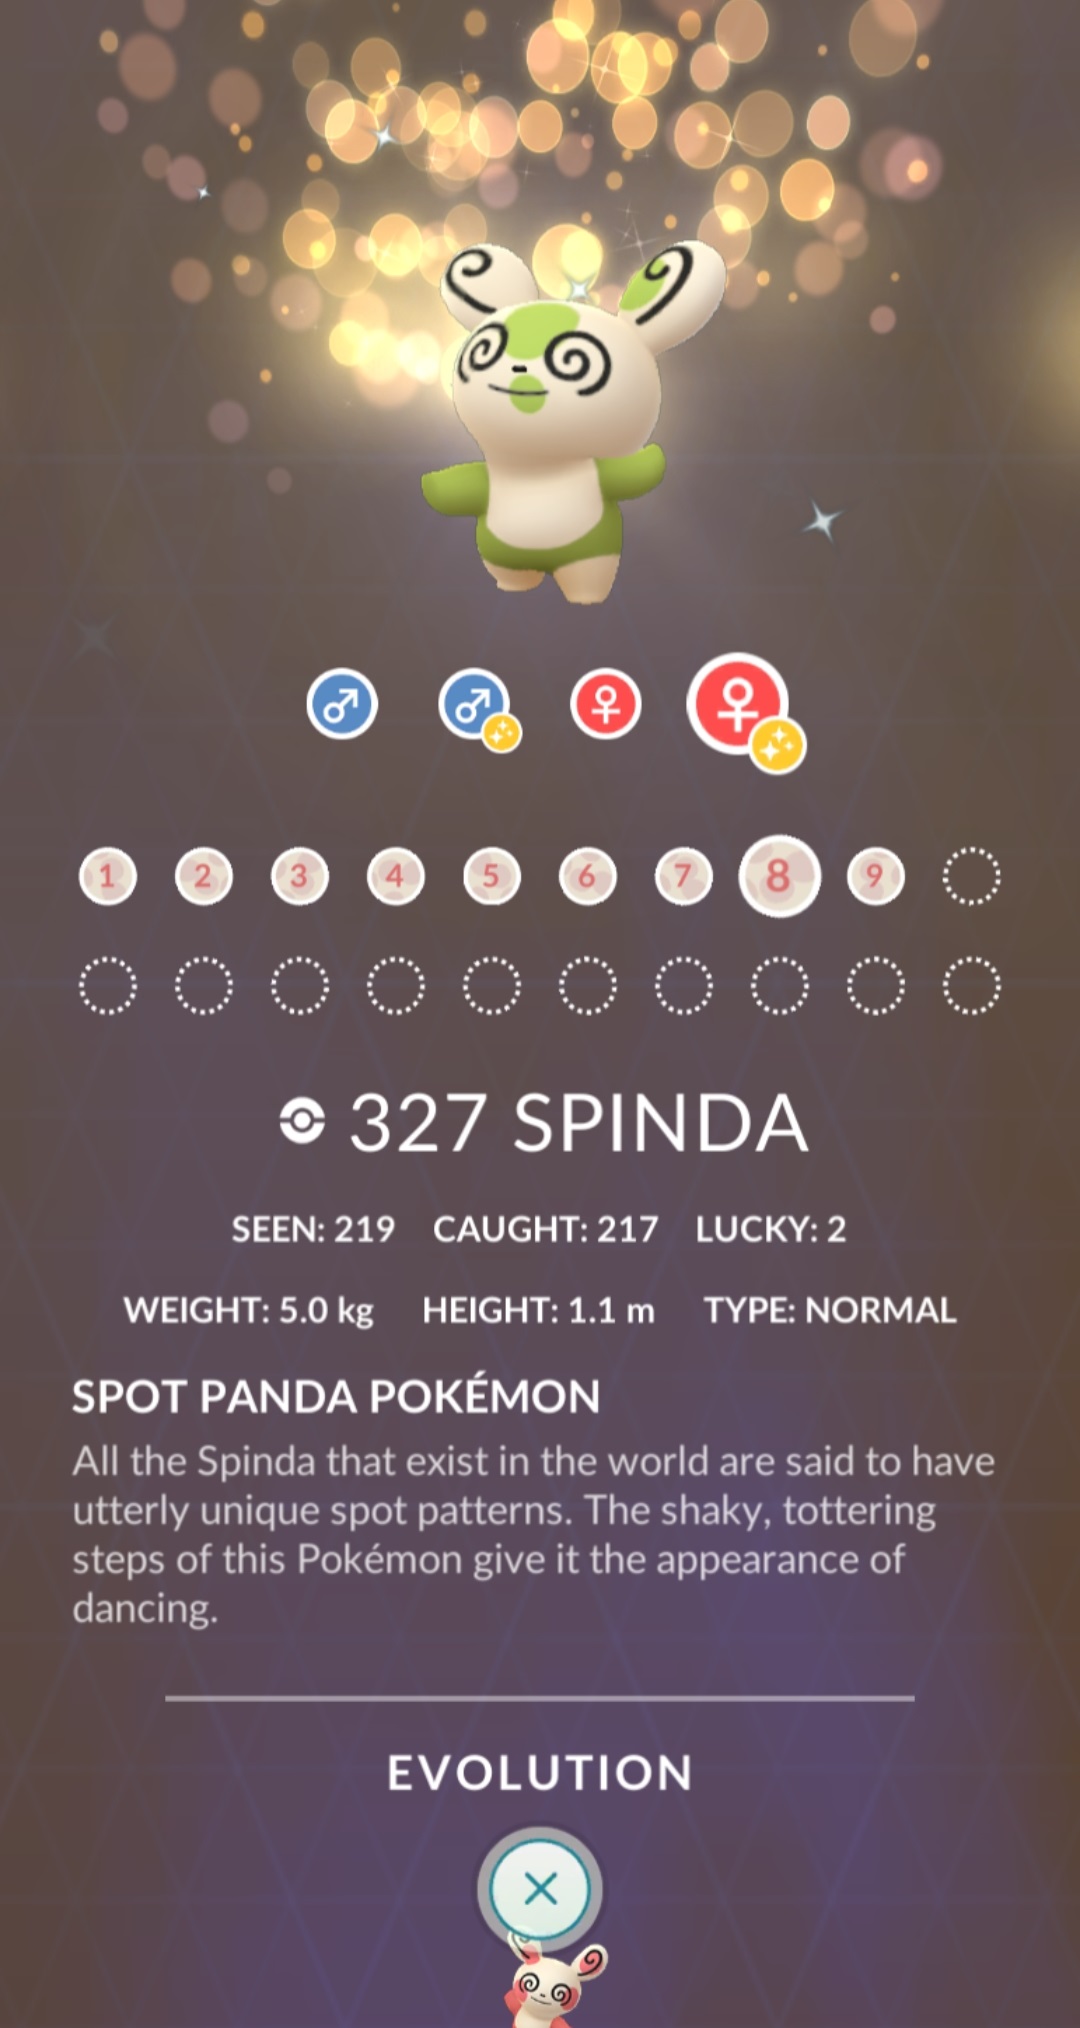 1 2 3 4 5 6 7 8 9
327 SPINDA
SEEN: 219 CAUGHT: 217 LUCKY: 2
WEIGHT: 5.0 kg HEIGHT: 1.1 m TYPE: NORMAL
SPOT PANDA POKÉMON
All the Spinda that exist in the world are said to have
utterly unique spot patterns. The shaky, tottering
steps of this Pokémon give it the appearance of
dancing.
EVOLUTION